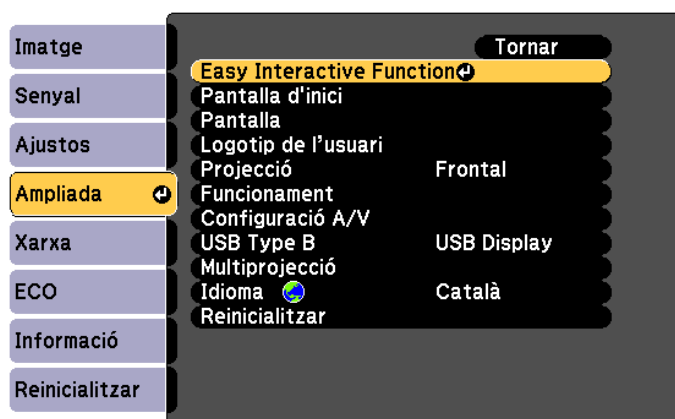 Imatge
Senyal
Ajustos
Ampliada
Xarxa
ECO
Informació
Reinicialitzar
Tornar
Easy Interactive Function
Pantalla d'inici
Pantalla
Logotip de l’usuari
Projecció Frontal
Funcionament
Configuració A/V
USB Type B USB Display
Multiprojecció
Idioma Català
Reinicialitzar